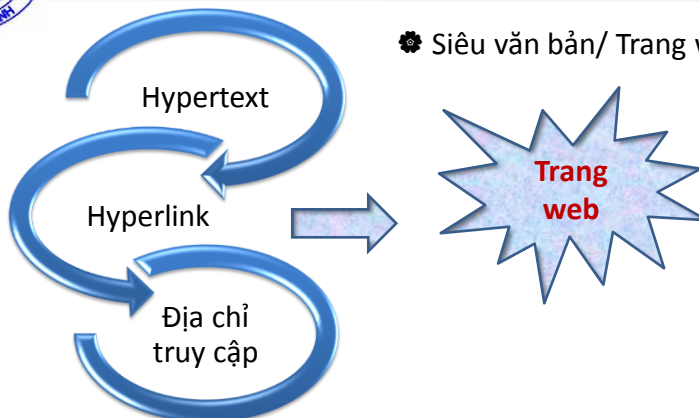 Siêu văn bản/ Trang
Hypertext
Hyperlink
Địa chỉ
truy cập
Trang
web